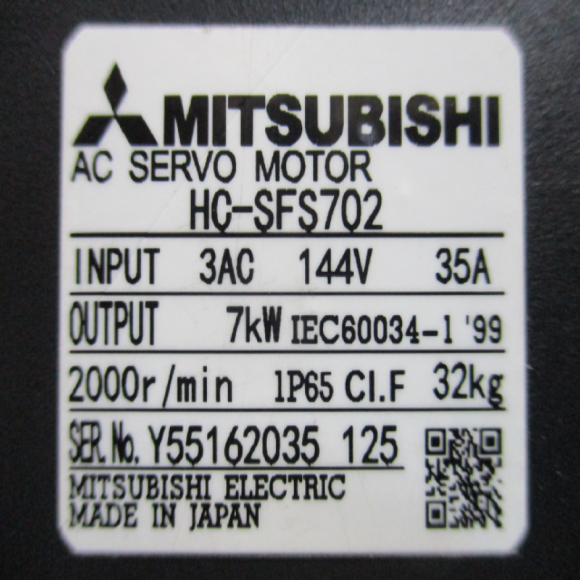 MITSUBISHI
AC SERVO MOTOR
HC-SFS702
INPUT 3AC 144V 35A
OUTPUT 7kW IEC60034-1 '99
2000r/min IP65 CI.F 32kg
SER.No. Y55162035 125
MITSUBISHI ELECTRIC
MADE IN JAPAN